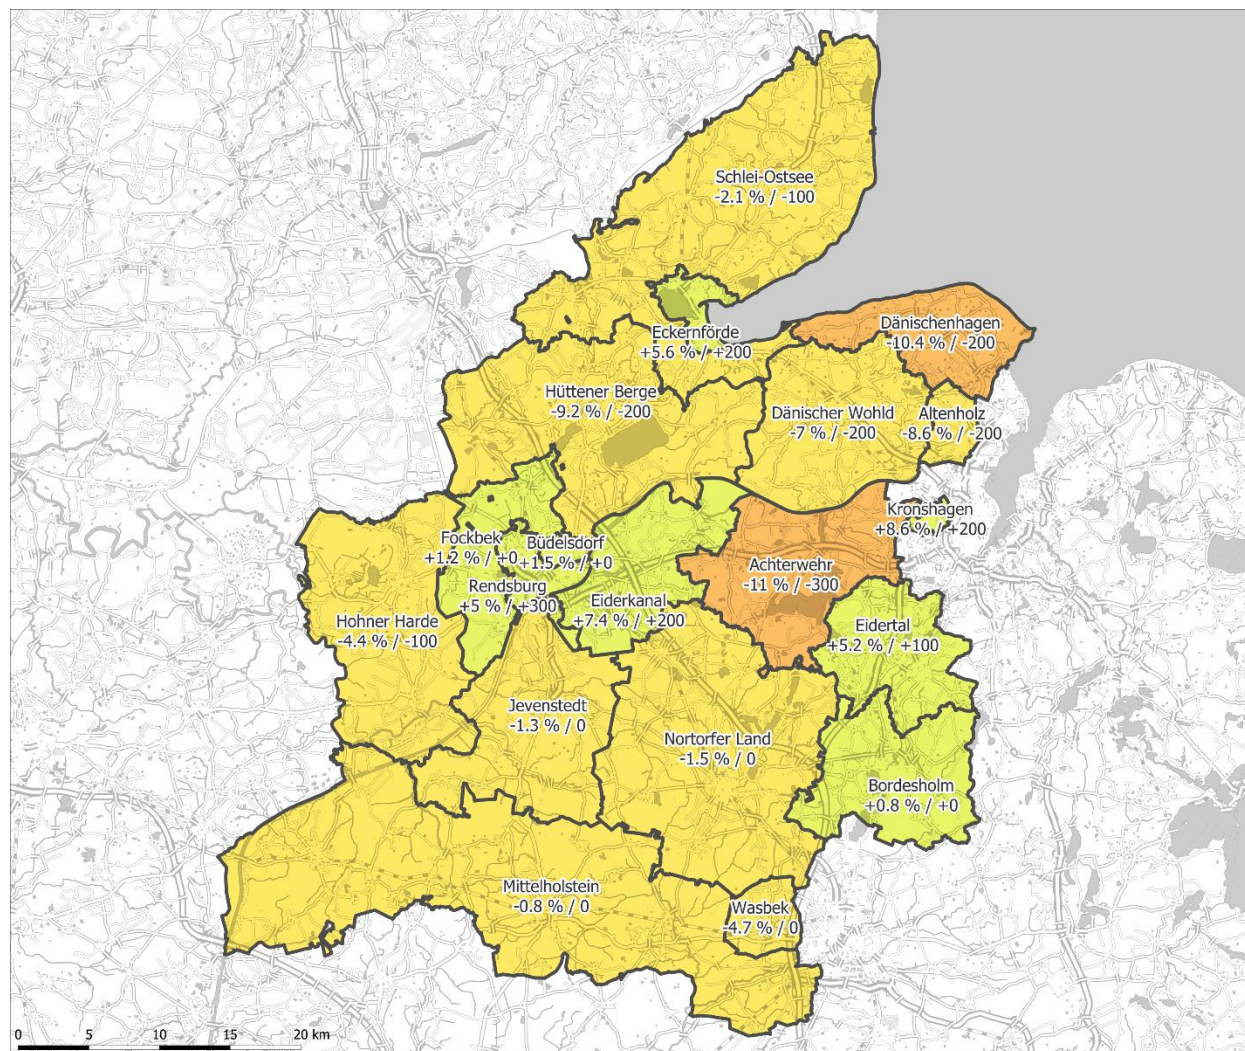 Schlei-Ostsee
-2.1 % / -100
Dänischenhagen
-10.4 % / -200
Eckernförde
+5.6 % / +200
Hüttener Berge
-9.2 % / -200
Dänischer Wohld
-7 % / -200
Altenholz
-8.6 % / -200
Kronshagen
+8.6 % / +200
Fockbek
+1.2 % / +0
Büdelsdorf
+1.5 % / +0
Achterwehr
-11 % / -300
Rendsburg
+5 % / +300
Eiderkanal
+7.4 % / +200
Hohner Harde
-4.4 % / -100
Eidertal
+5.2 % / +100
Jevenstedt
-1.3 % / 0
Nortorfer Land
-1.5 % / 0
Bordesholm
+0.8 % / +0
Mittelholstein
-0.8 % / 0
Wasbek
-4.7 % / 0
0 5 10 15 20 km